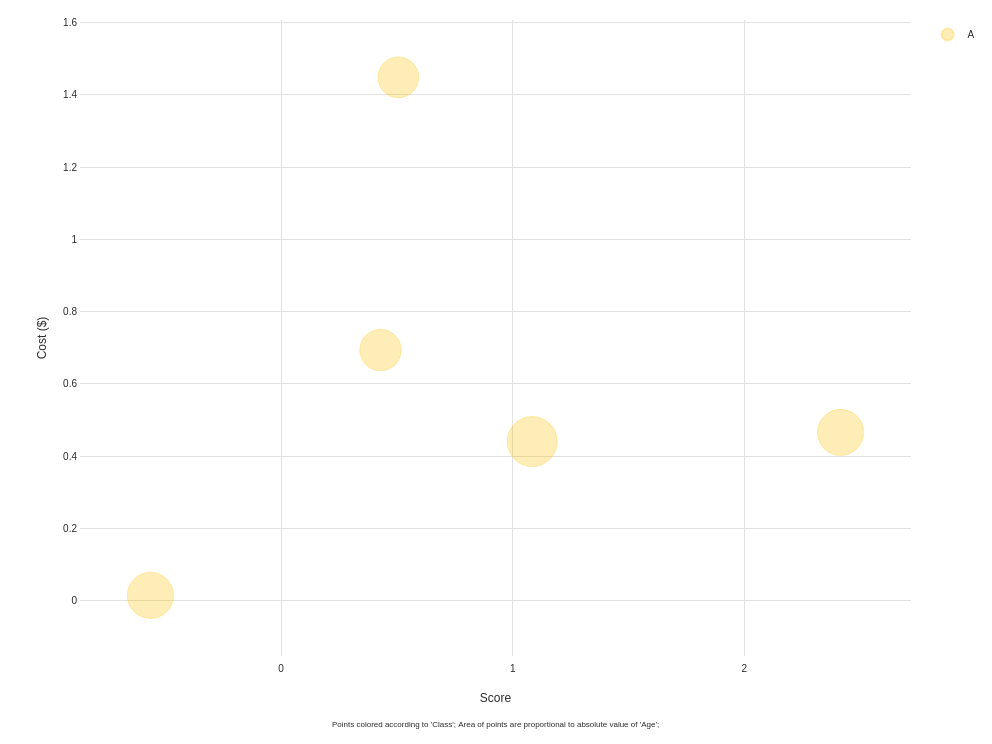 1.6
A
1.4
1.2
1
0.8
Cost ($)
0.6
0.4
0.2
0
0 1 2
Score
Points colored according to 'Class'; Area of points are proportional to absolute value of 'Age';